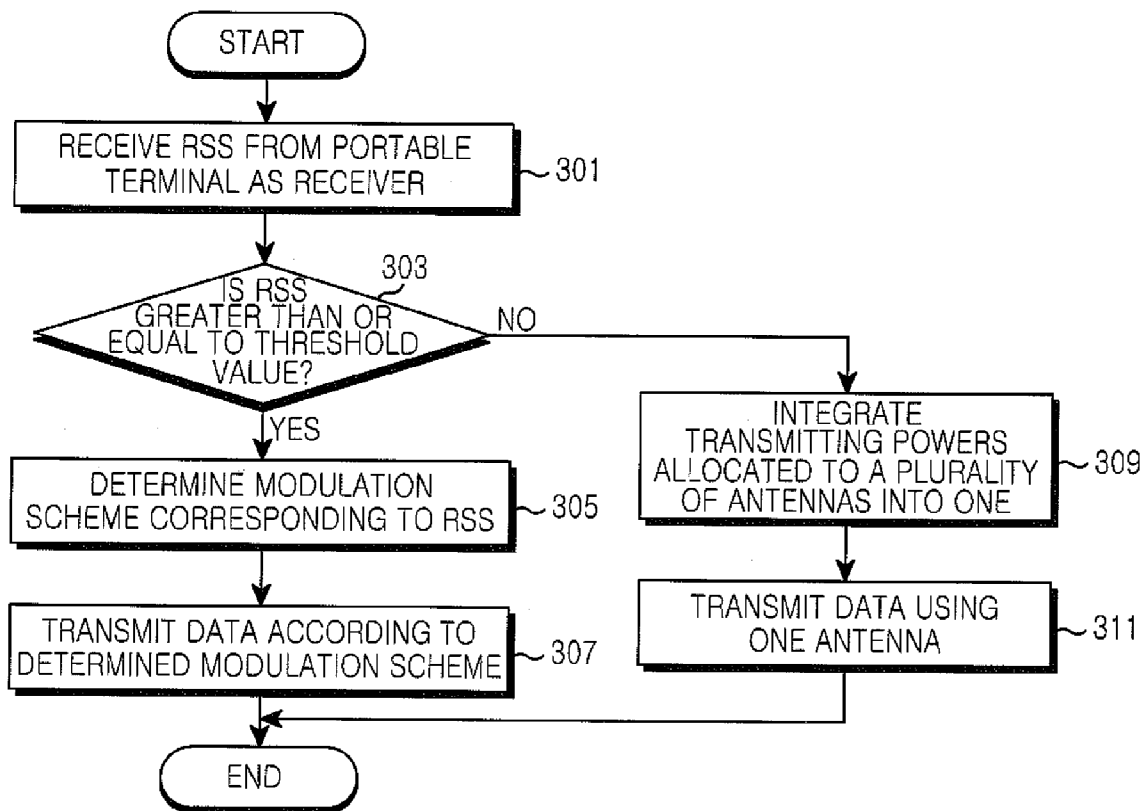 START
RECEIVE RSS FROM PORTABLE
TERMINAL AS RECEIVER
301
303
IS RSS
GREATER THAN OR
EQUAL TO THRESHOLD
VALUE?
NO
YES
DETERMINE MODULATION
SCHEME CORRESPONDING TO RSS
305
TRANSMIT DATA ACCORDING TO
DETERMINED MODULATION SCHEME
307
INTEGRATE
TRANSMITTING POWERS
ALLOCATED TO A PLURALITY
OF ANTENNAS INTO ONE
309
TRANSMIT DATA USING
ONE ANTENNA
311
END